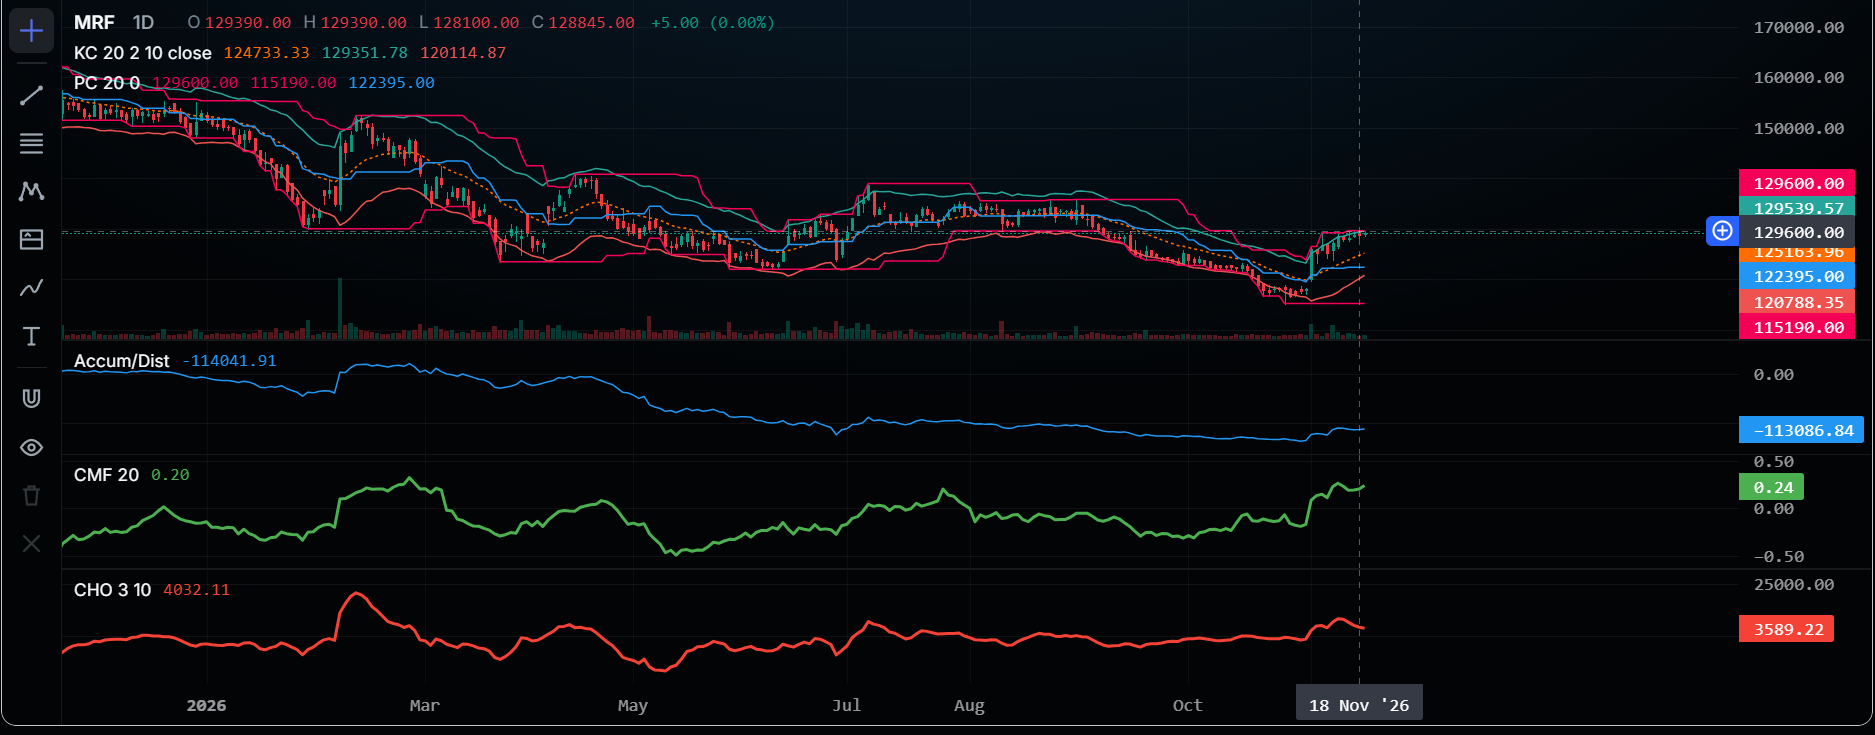 MRF 1D O 129390.00 H 129390.00 L 128100.00 C 128845.00 +5.00 (0.00%)
KC 20 2 10 close 124733.33 129351.78 120114.87
PC 20 0 129600.00 115190.00 122395.00
170000.00
160000.00
150000.00
129600.00
129539.57
129600.00
125163.96
122395.00
120788.35
115190.00
Accum/Dist -114041.91
0.00
−113086.84
CMF 20 0.20
0.50
0.24
0.00
−0.50
CHO 3 10 4032.11
25000.00
3589.22
2026 Mar May Jul Aug Oct 18 Nov '26